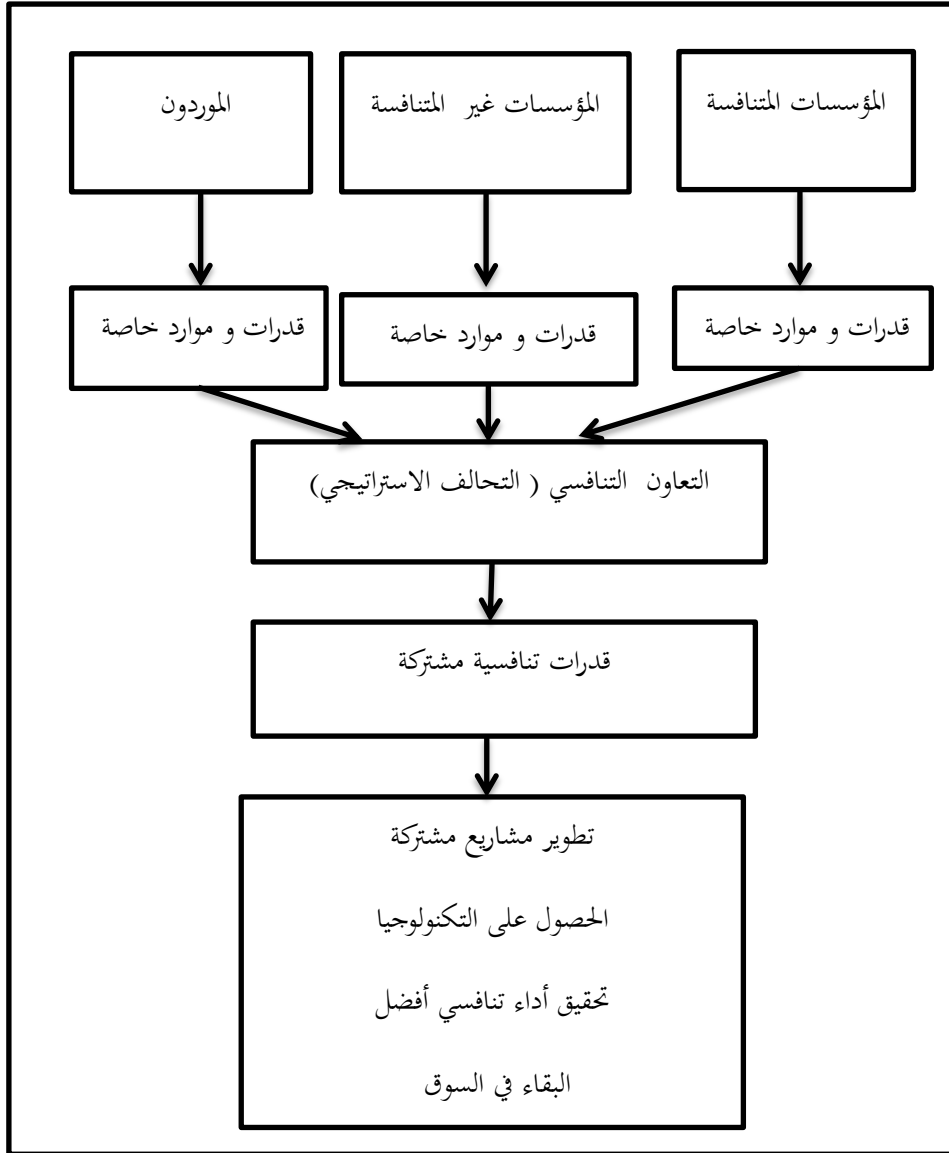 المؤسسات المتنافسة
المؤسسات غير المتنافسة
الموردون
قدرات و موارد خاصة
قدرات و موارد خاصة
قدرات و موارد خاصة
التعاون التنافسي ( التحالف الاستراتيجي)
قدرات تنافسية مشتركة
تطوير مشاريع مشتركة
الحصول على التكنولوجيا
تحقيق أداء تنافسي أفضل
البقاء في السوق